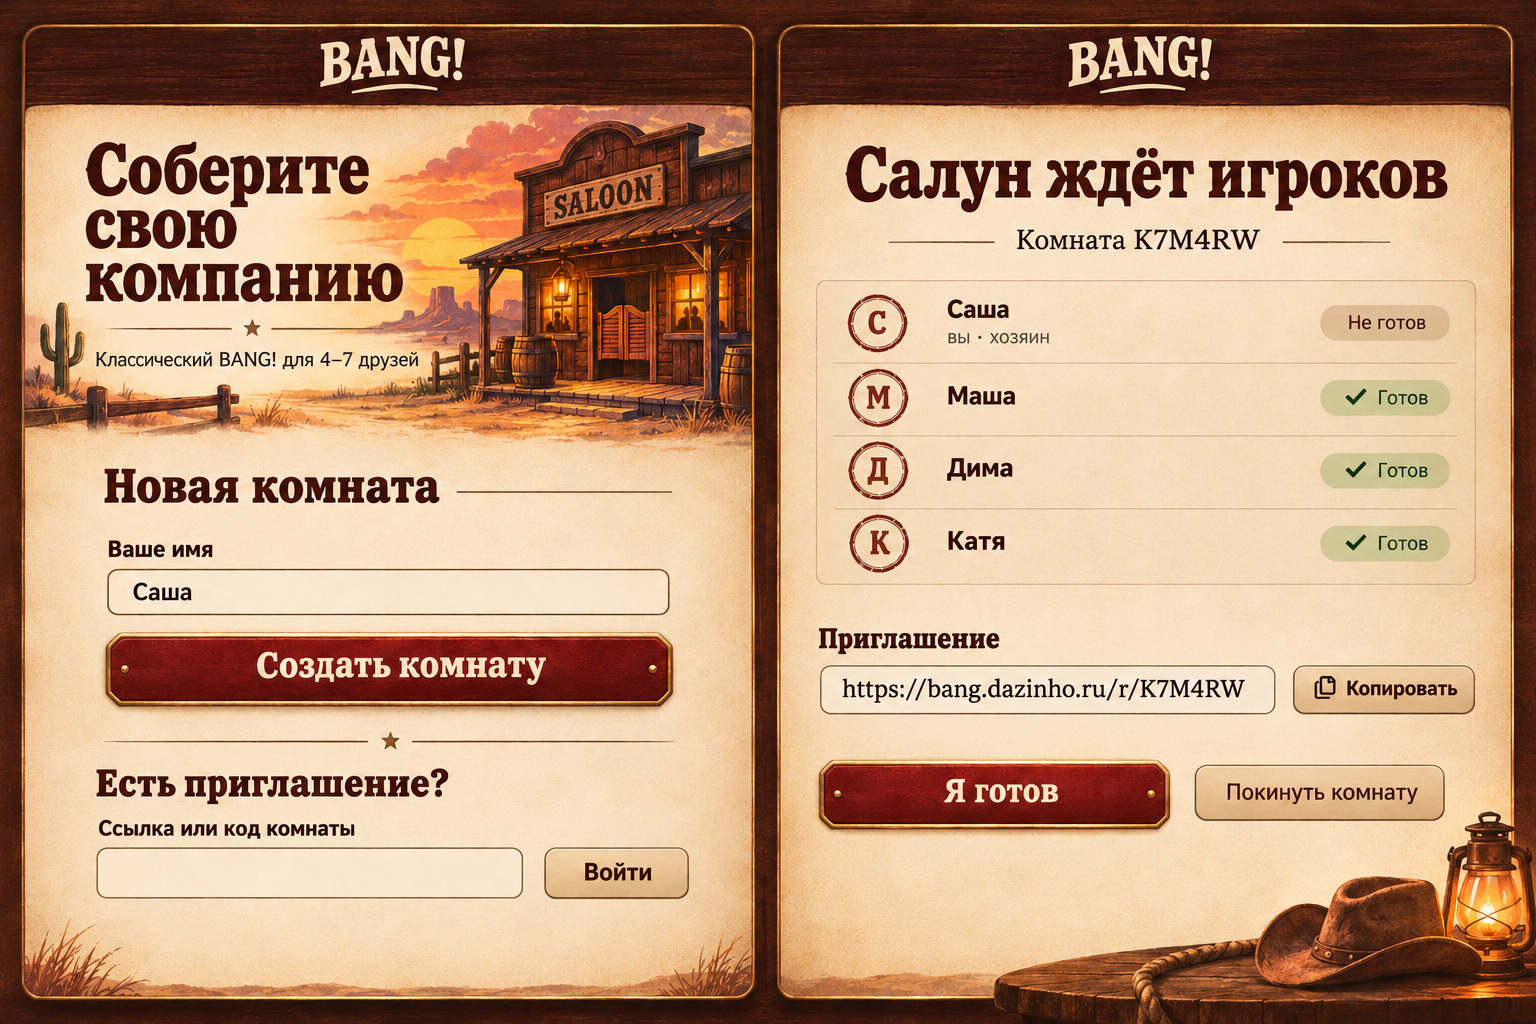 BANG!
Соберите
свою
компанию
SALOON
Классический BANG! для 4–7 друзей
Новая комната
Ваше имя
Саша
Создать комнату
Есть приглашение?
Ссылка или код комнаты
Войти
BANG!
Салун ждёт игроков
Комната K7M4RW
С
Саша
вы · хозяин
Не готов
М
Маша
Готов
Д
Дима
Готов
К
Катя
Готов
Приглашение
https://bang.dazinho.ru/r/K7M4RW
Копировать
Я готов
Покинуть комнату